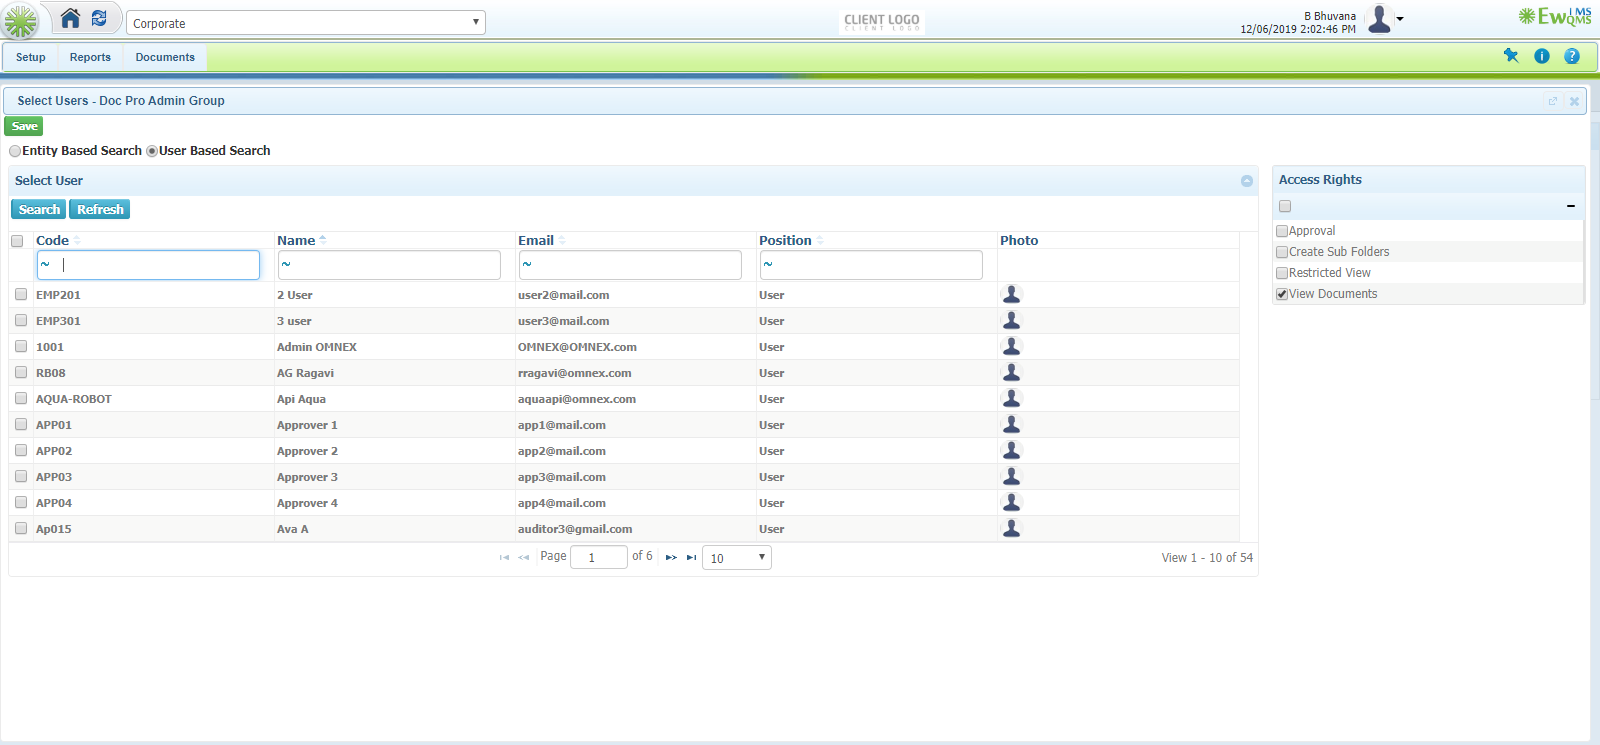 Corporate
CLIENT LOGO
CLIENT LOGO
B Bhuvana
12/06/2019 2:02:46 PM
EwQMS
IMS
Setup Reports Documents
Select Users - Doc Pro Admin Group
Save
Entity Based Search User Based Search
Select User
Access Rights
Search Refresh
Code Name Email Position Photo
~ ~ ~ ~
Approval
Create Sub Folders
Restricted View
View Documents
EMP201 2 User user2@mail.com User
EMP301 3 user user3@mail.com User
1001 Admin OMNEX OMNEX@OMNEX.com User
RB08 AG Ragavi rragavi@omnex.com User
AQUA-ROBOT Api Aqua aquaapi@omnex.com User
APP01 Approver 1 app1@mail.com User
APP02 Approver 2 app2@mail.com User
APP03 Approver 3 app3@mail.com User
APP04 Approver 4 app4@mail.com User
Ap015 Ava A auditor3@gmail.com User
Page 1 of 6 10 View 1 - 10 of 54